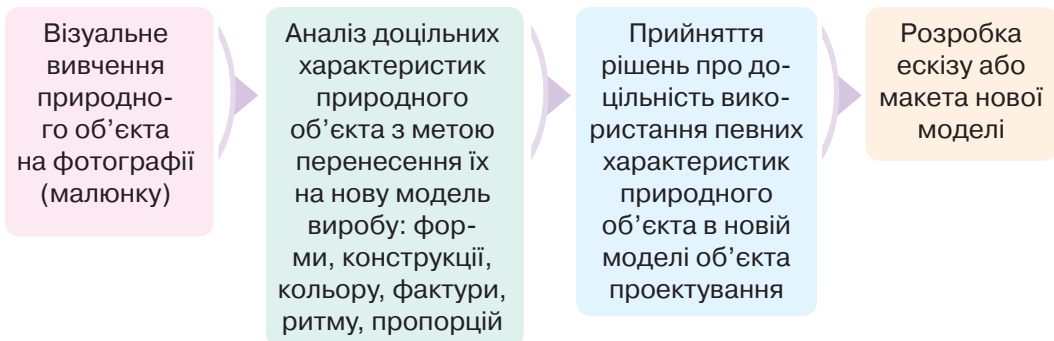 Візуальне
вивчення
природно-
го об’єкта
на фотографії
(малюнку)
Аналіз доцільних
характеристик
природного
об’єкта з метою
перенесення їх
на нову модель
виробу: фор-
ми, конструкції,
кольору, фактури,
ритму, пропорцій
Прийняття
рішень про до-
цільність вико-
ристання певних
характеристик
природного
об’єкта в новій
моделі об’єкта
проектування
Розробка
ескізу або
макета нової
моделі